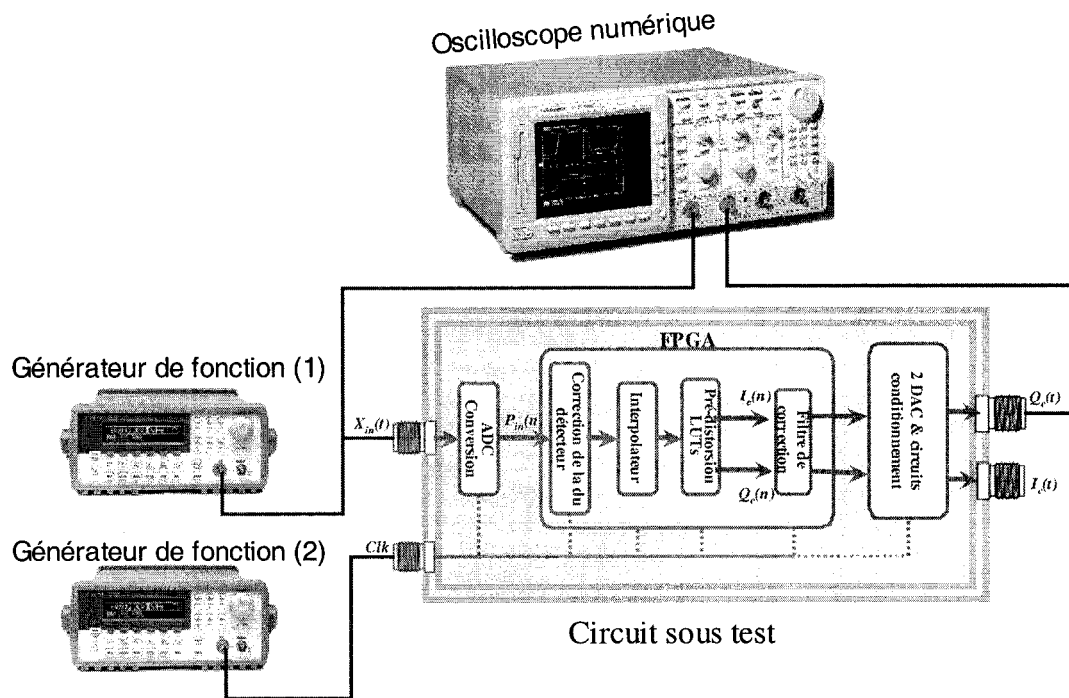 Oscilloscope numérique
FPGA
Générateur de fonction (1)
X_in(t)
ADC
Conversion
P_in(n
Correction de la du
détecteur
Interpolateur
Pré-distorsion
LUTs
I_c(n)
Q_c(n)
Filtre de
correction
2 DAC & circuits
conditionnement
Q_c(t)
I_c(t)
Générateur de fonction (2)
Clk
Circuit sous test